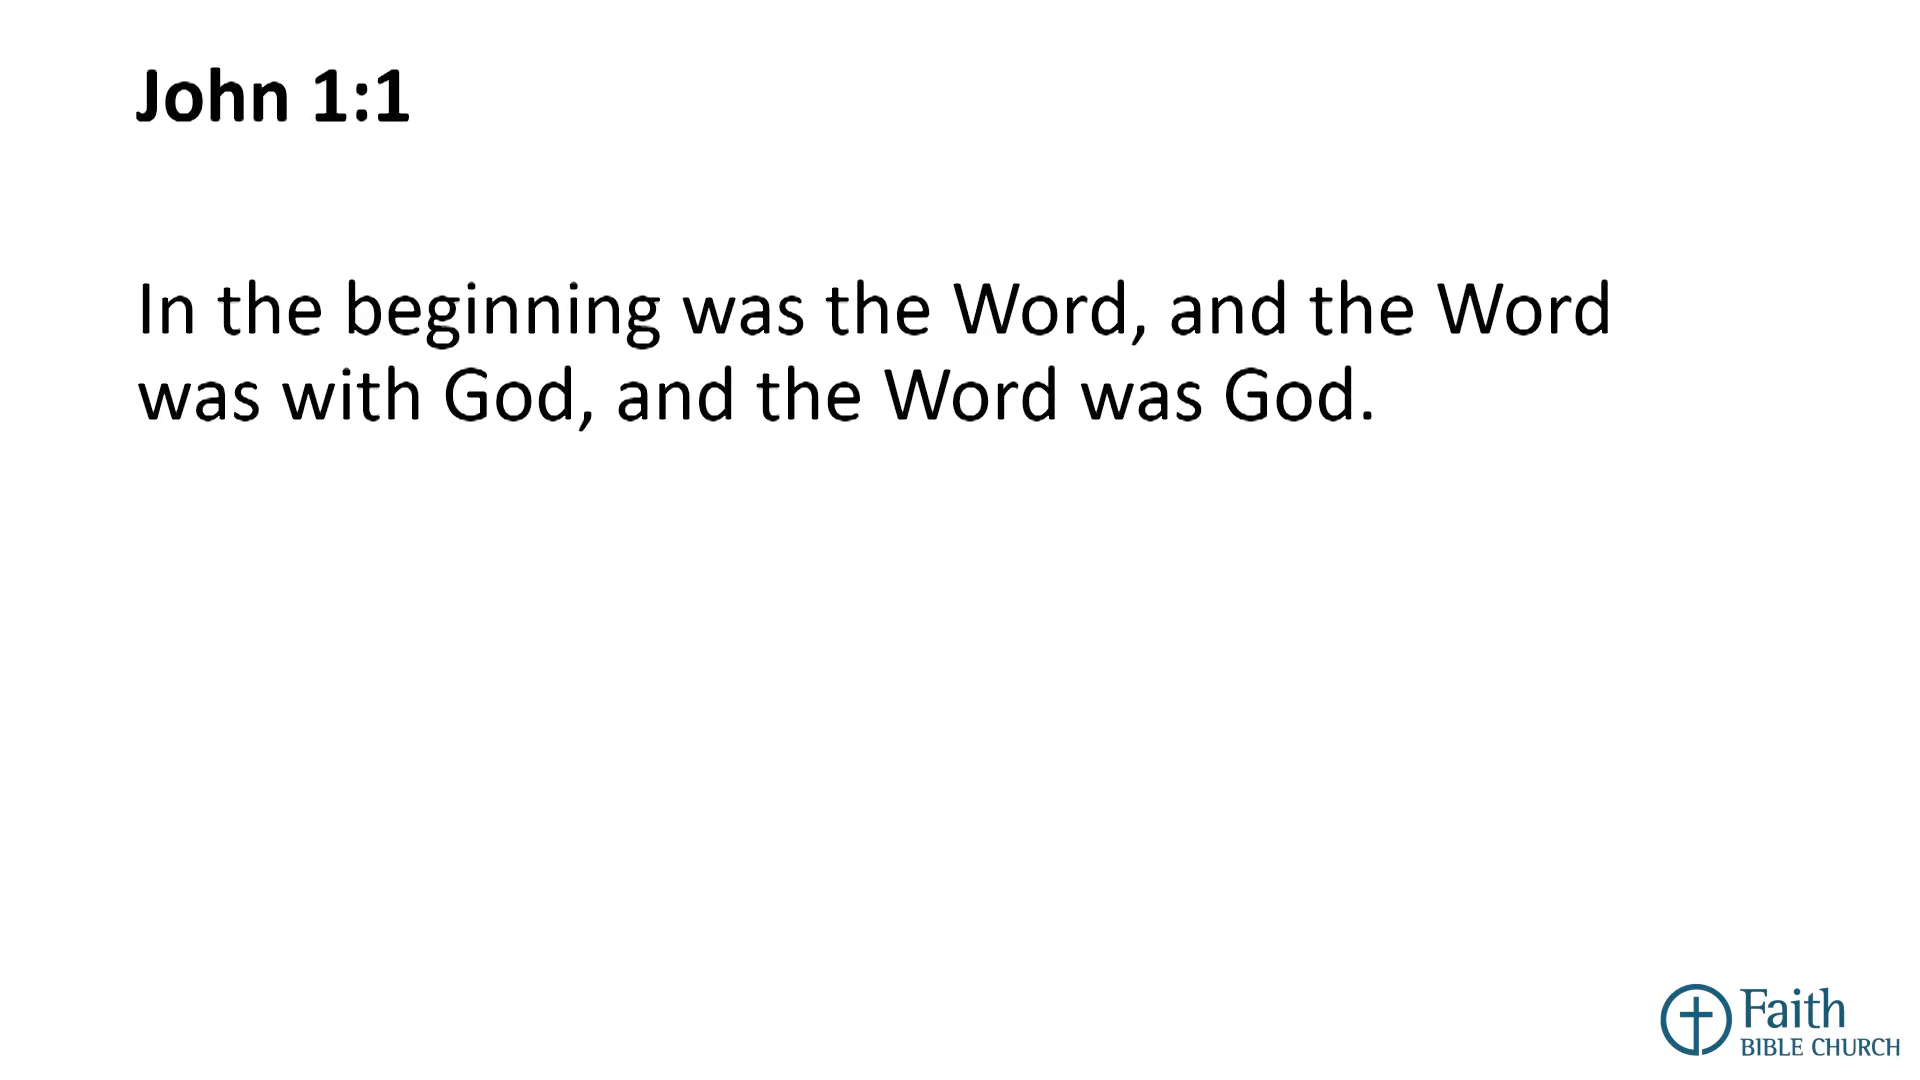 John 1:1
In the beginning was the Word, and the Word
was with God, and the Word was God.
Faith
BIBLE CHURCH